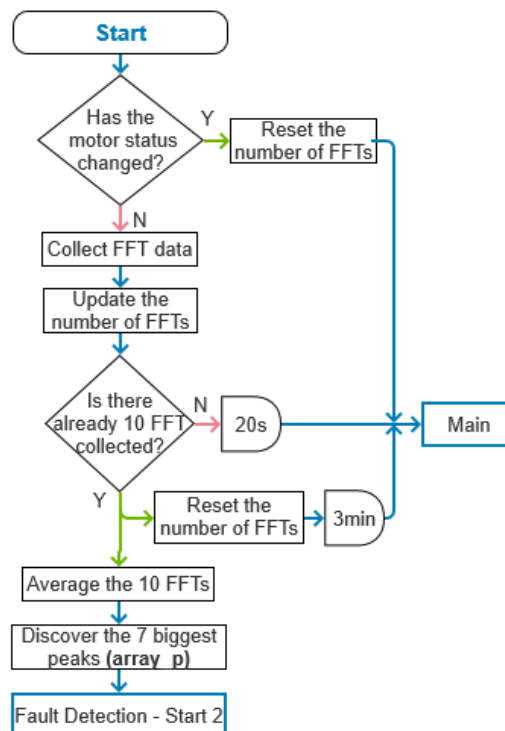 Start
Has the
motor status
changed?
Y
Reset the
number of FFTs
N
Collect FFT data
Update the
number of FFTs
Is there
already 10 FFT
collected?
N
20s
Main
Y
Reset the
number of FFTs
3min
Average the 10 FFTs
Discover the 7 biggest
peaks (array_p)
Fault Detection - Start 2